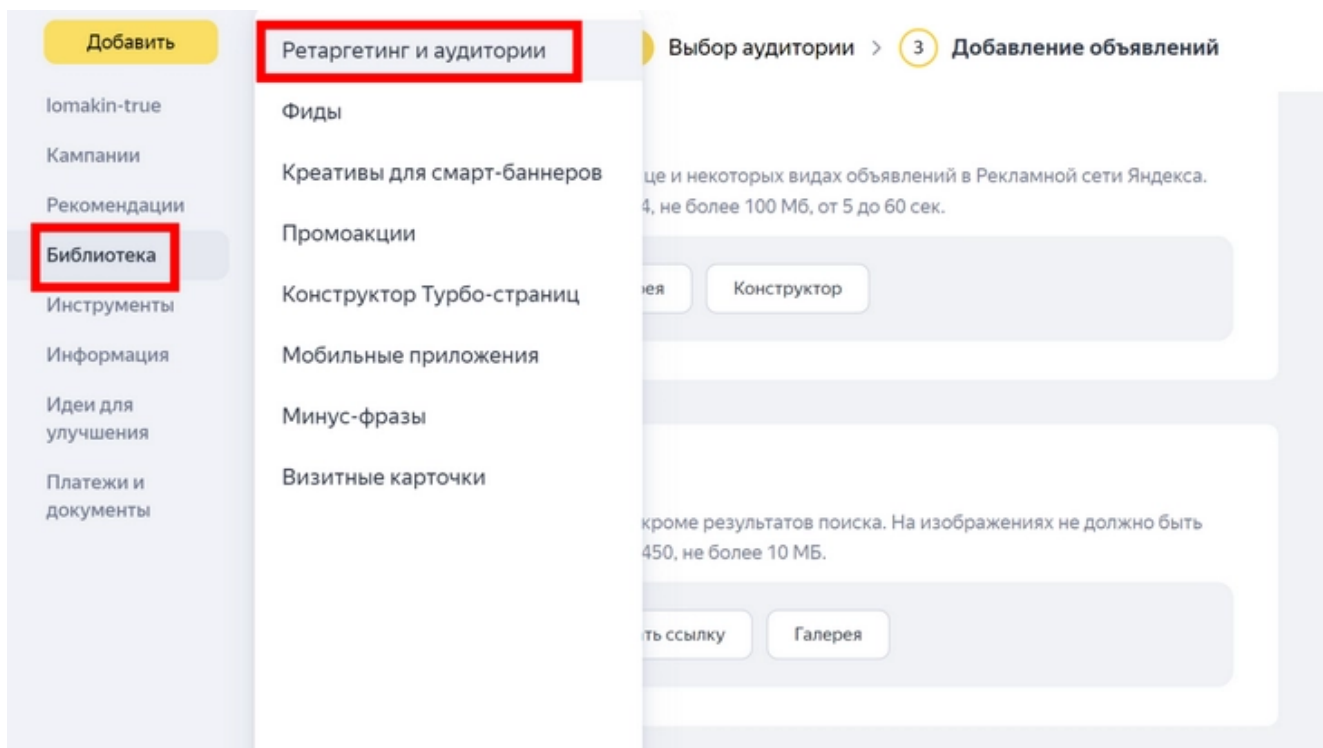 Добавить
lomakin-true
Кампании
Рекомендации
Библиотека
Инструменты
Информация
Идеи для
улучшения
Платежи и
документы
Ретаргетинг и аудитории
Фиды
Креативы для смарт-баннеров
Промоакции
Конструктор Турбо-страниц
Мобильные приложения
Минус-фразы
Визитные карточки
Выбор аудитории > 3 Добавление объявлений
и некоторых видах объявлений в Рекламной сети Яндекса.
4, не более 100 Мб, от 5 до 60 сек.
Конструктор
кроме результатов поиска. На изображениях не должно быть
450, не более 10 МБ.
ссылку Галерея